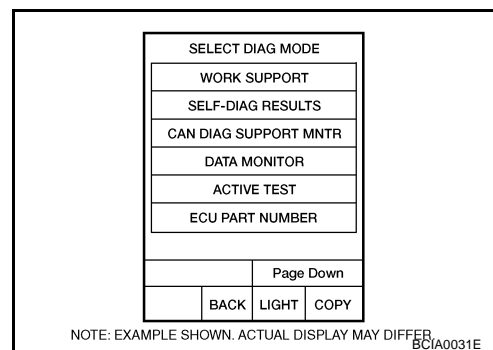 SELECT DIAG MODE
WORK SUPPORT
SELF-DIAG RESULTS
CAN DIAG SUPPORT MNTR
DATA MONITOR
ACTIVE TEST
ECU PART NUMBER
Page Down
BACK LIGHT COPY
NOTE: EXAMPLE SHOWN. ACTUAL DISPLAY MAY DIFFER
BCIA0031E